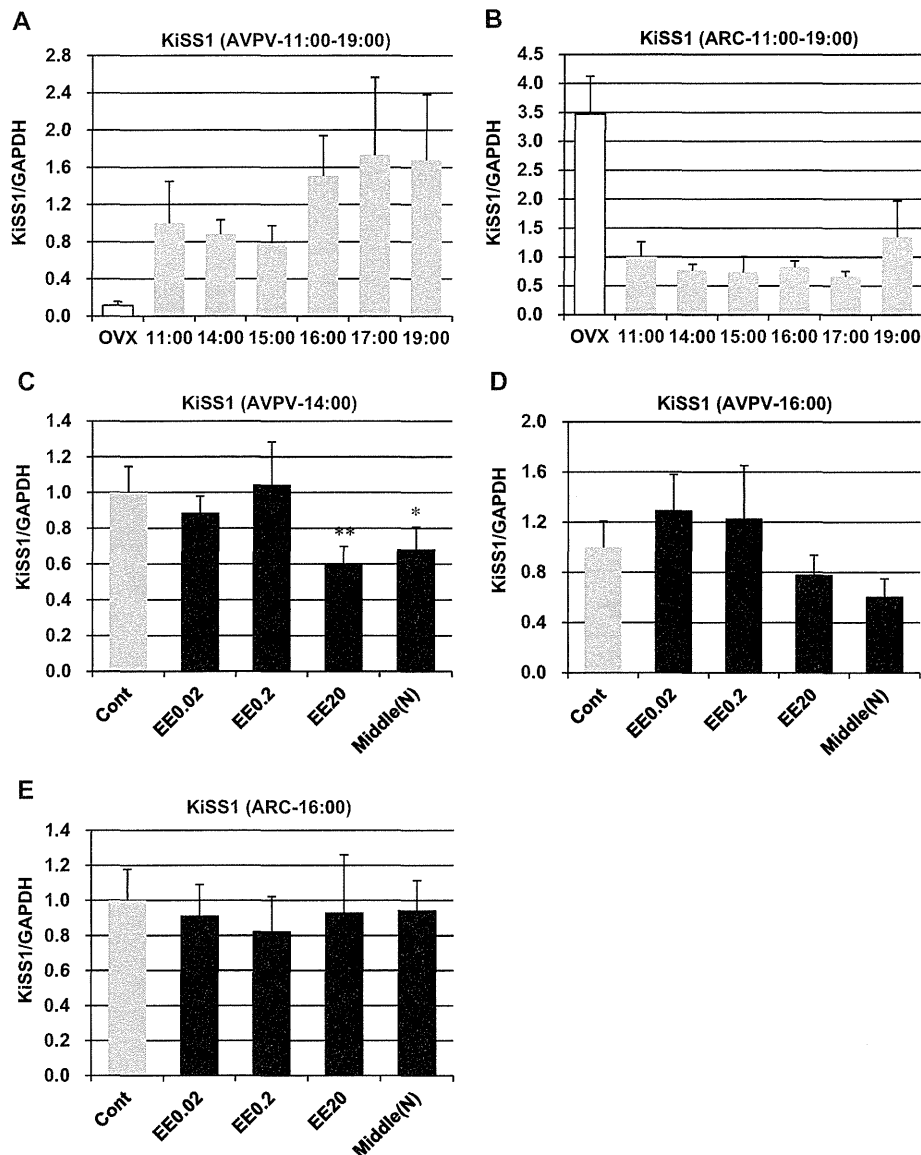 A
KiSS1 (AVPV-11:00-19:00)
KiSS1/GAPDH
2.8
2.4
2.0
1.6
1.2
0.8
0.4
0.0
OVX 11:00 14:00 15:00 16:00 17:00 19:00
B
KiSS1 (ARC-11:00-19:00)
KiSS1/GAPDH
4.5
4.0
3.5
3.0
2.5
2.0
1.5
1.0
0.5
0.0
OVX 11:00 14:00 15:00 16:00 17:00 19:00
C
KiSS1 (AVPV-14:00)
KiSS1/GAPDH
1.4
1.2
1.0
0.8
0.6
0.4
0.2
0.0
**
*
Cont EE0.02 EE0.2 EE20 Middle(N)
D
KiSS1 (AVPV-16:00)
KiSS1/GAPDH
2.0
1.6
1.2
0.8
0.4
0.0
Cont EE0.02 EE0.2 EE20 Middle(N)
E
KiSS1 (ARC-16:00)
KiSS1/GAPDH
1.4
1.2
1.0
0.8
0.6
0.4
0.2
0.0
Cont EE0.02 EE0.2 EE20 Middle(N)